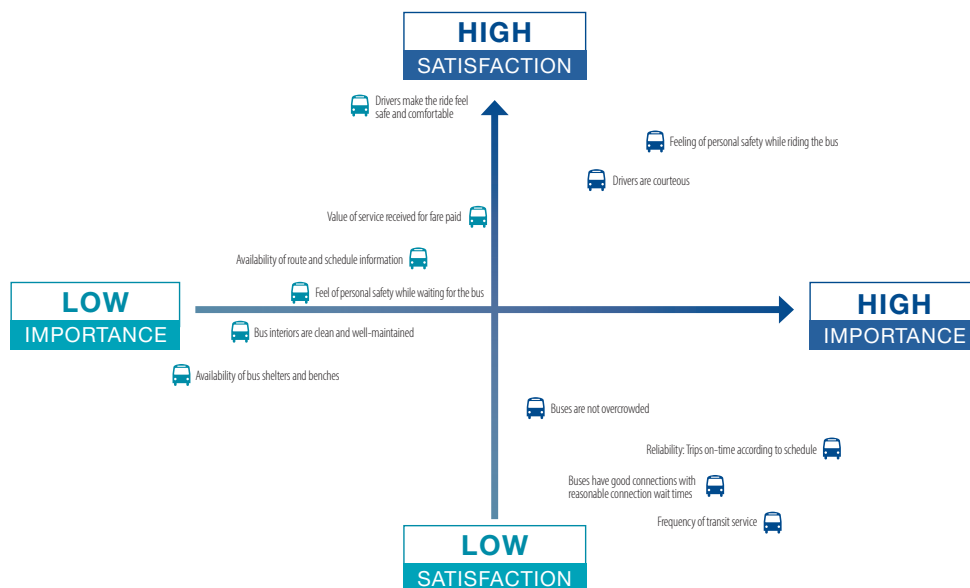 HIGH
SATISFACTION
Drivers make the ride feel
safe and comfortable
Feeling of personal safety while riding the bus
Drivers are courteous
Value of service received for fare paid
Availability of route and schedule information
Feel of personal safety while waiting for the bus
LOW
IMPORTANCE
HIGH
IMPORTANCE
Bus interiors are clean and well-maintained
Availability of bus shelters and benches
Buses are not overcrowded
Reliability: Trips on-time according to schedule
Buses have good connections with
reasonable connection wait times
Frequency of transit service
LOW
SATISFACTION